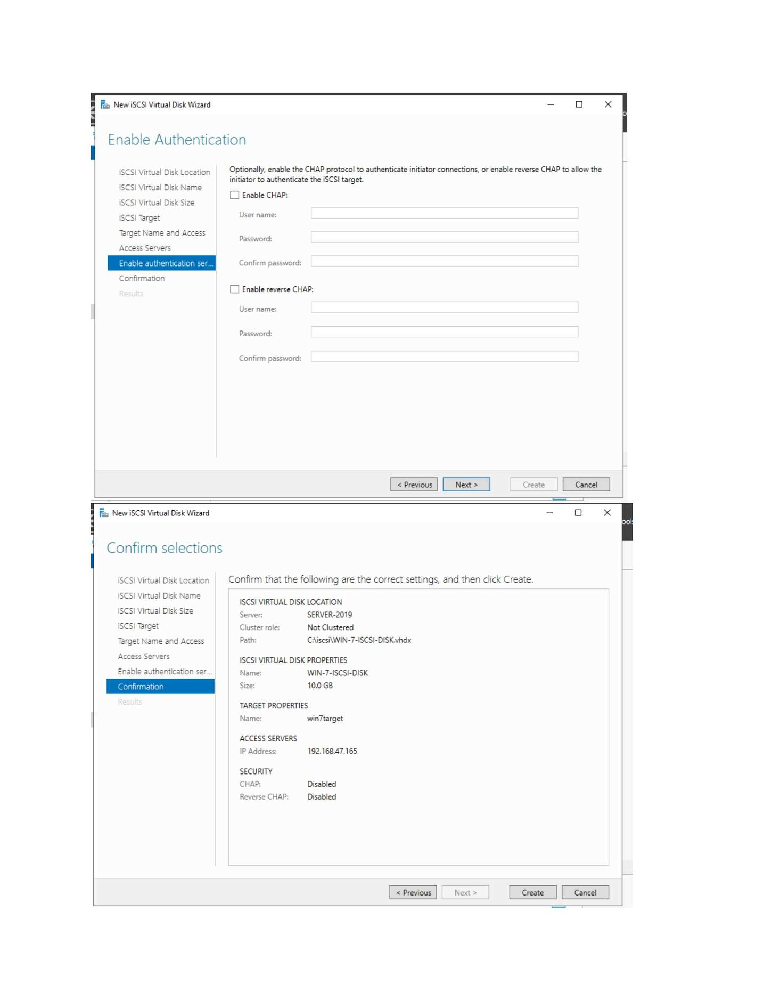 New iSCSI Virtual Disk Wizard
Enable Authentication
iSCSI Virtual Disk Location
iSCSI Virtual Disk Name
iSCSI Virtual Disk Size
iSCSI Target
Target Name and Access
Access Servers
Enable authentication ser...
Confirmation
Results
Optionally, enable the CHAP protocol to authenticate initiator connections, or enable reverse CHAP to allow the
initiator to authenticate the iSCSI target.
Enable CHAP:
User name:
Password:
Confirm password:
Enable reverse CHAP:
User name:
Password:
Confirm password:
< Previous
Next >
Create
Cancel
New iSCSI Virtual Disk Wizard
Confirm selections
iSCSI Virtual Disk Location
iSCSI Virtual Disk Name
iSCSI Virtual Disk Size
iSCSI Target
Target Name and Access
Access Servers
Enable authentication ser...
Confirmation
Results
Confirm that the following are the correct settings, and then click Create.
ISCSI VIRTUAL DISK LOCATION
Server: SERVER-2019
Cluster role: Not Clustered
Path: C:\iscsi\WIN-7-ISCSI-DISK.vhdx
ISCSI VIRTUAL DISK PROPERTIES
Name: WIN-7-ISCSI-DISK
Size: 10.0 GB
TARGET PROPERTIES
Name: win7target
ACCESS SERVERS
IP Address: 192.168.47.165
SECURITY
CHAP: Disabled
Reverse CHAP: Disabled
< Previous
Next >
Create
Cancel